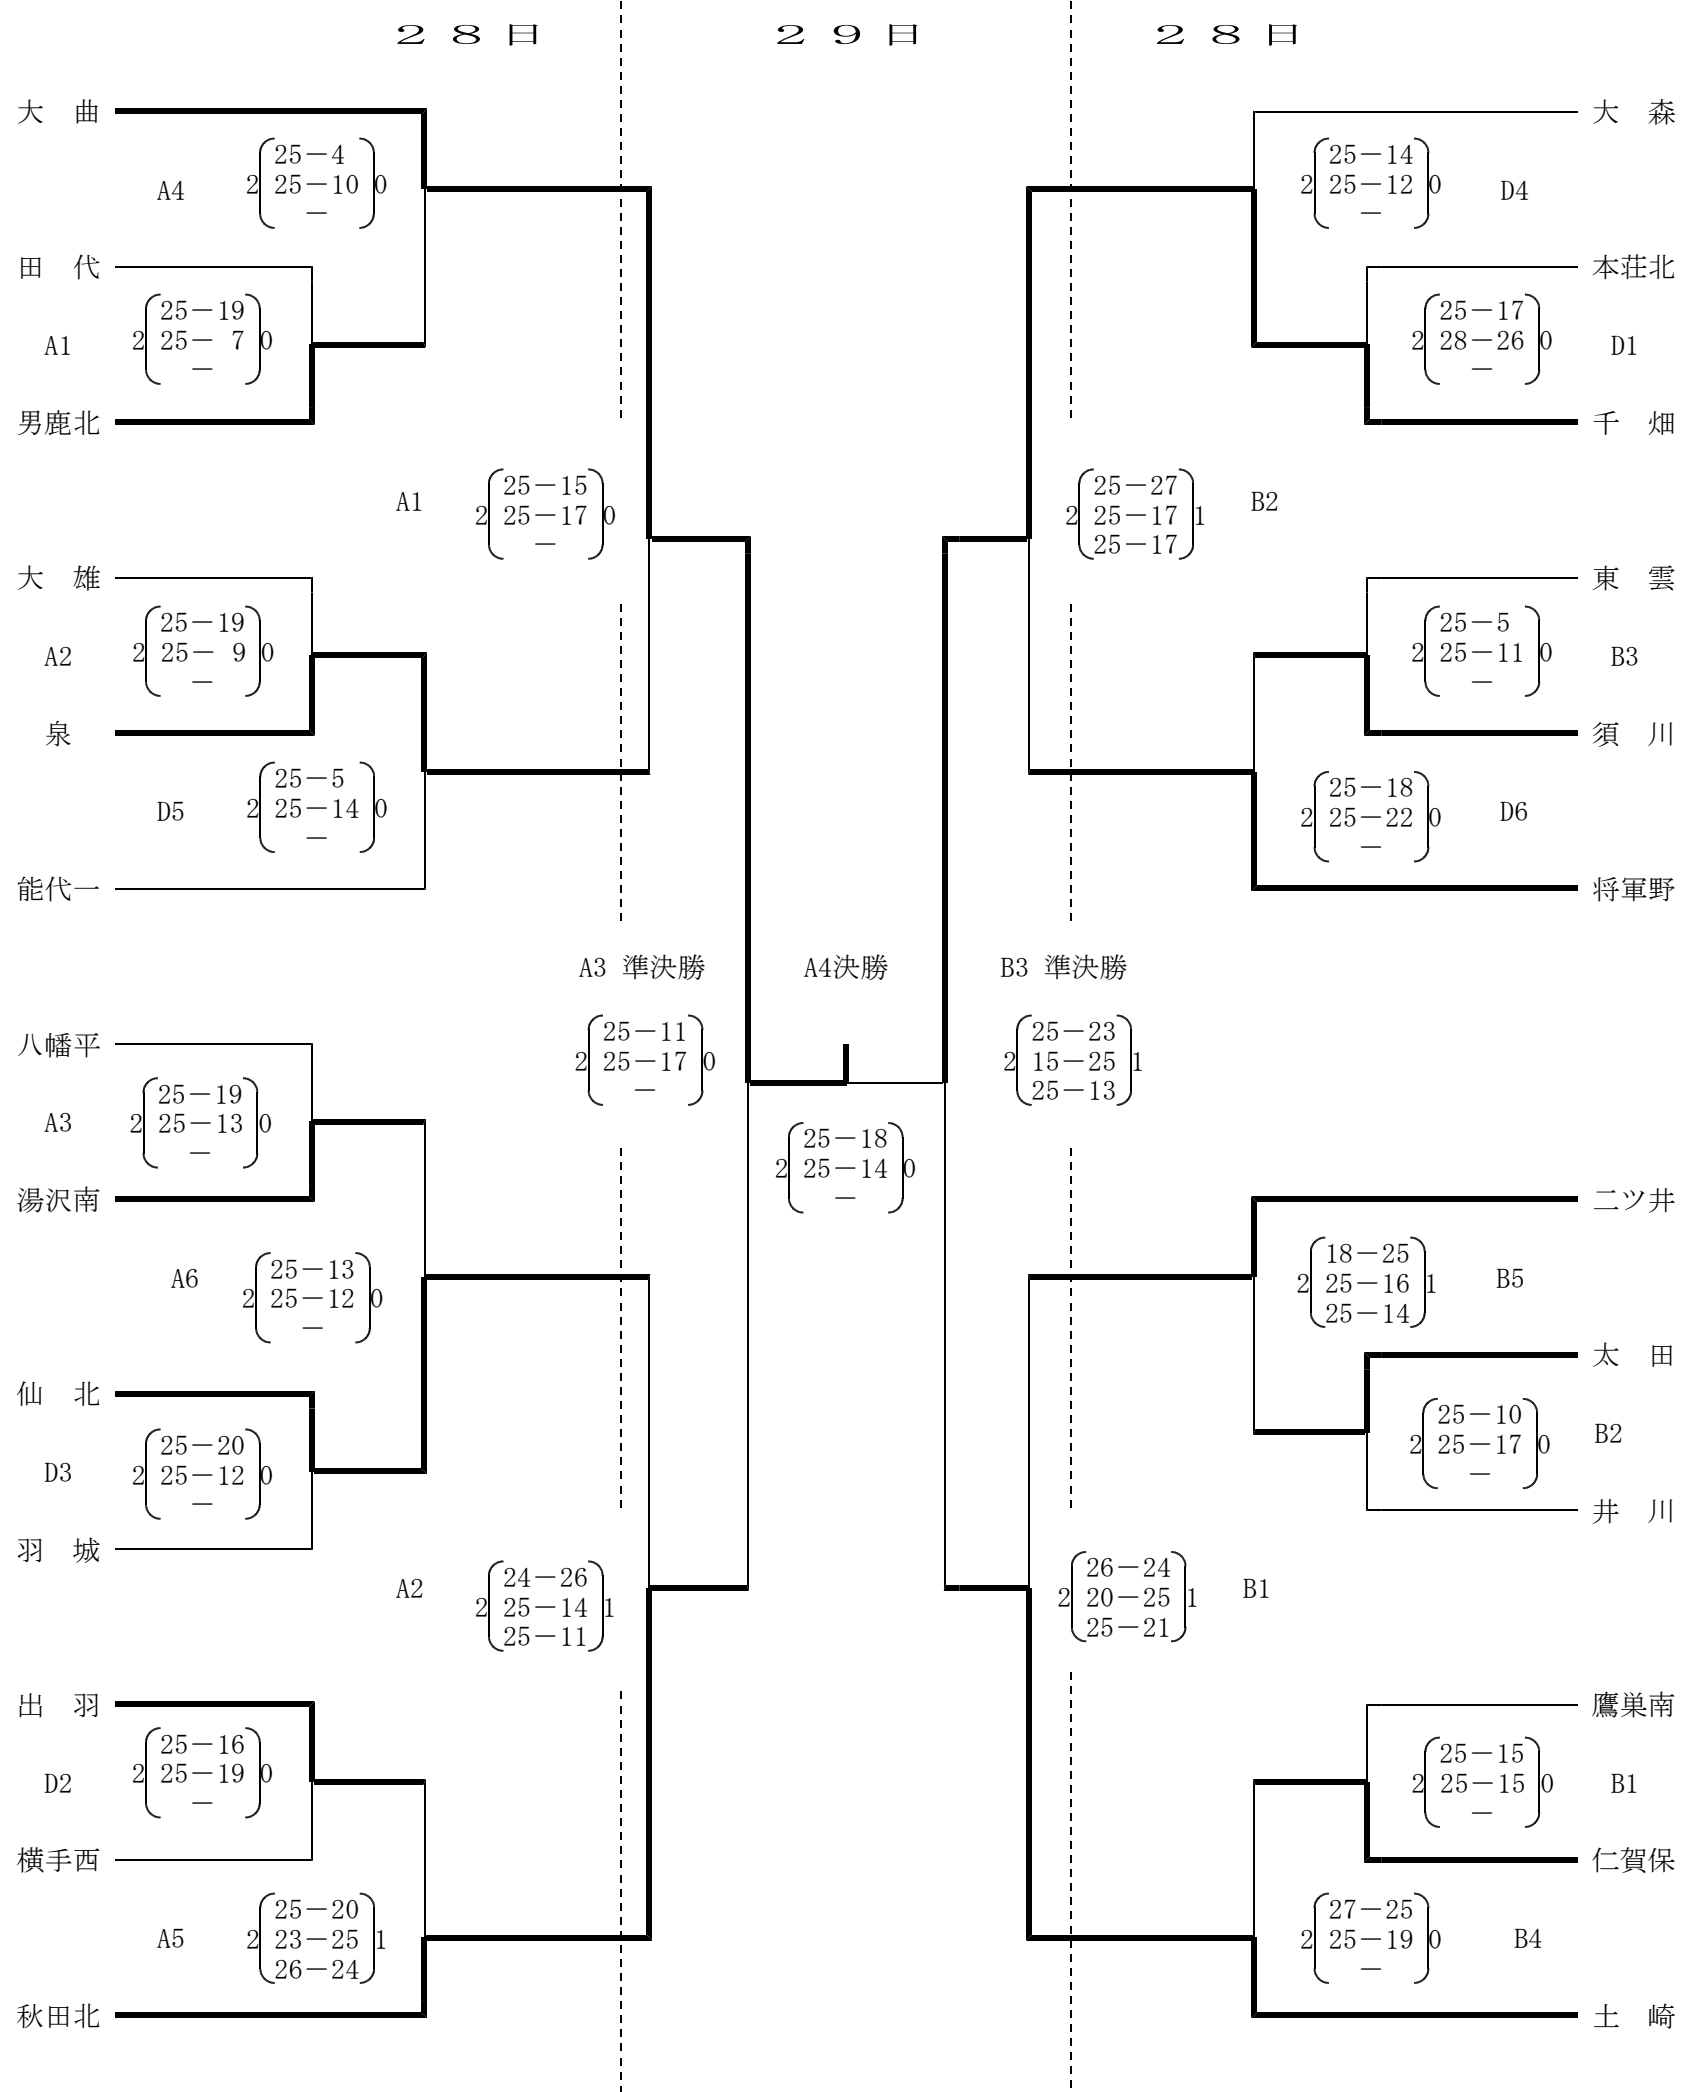 ２８日 ２９日 ２８日
大　曲
25－4
A4 2 25－10 0
－
田　代
25－19
A1 2 25－ 7 0
－
男鹿北
25－15
A1 2 25－17 0
－
大　雄
25－19
A2 2 25－ 9 0
－
泉
25－5
D5 2 25－14 0
－
能代一
A3 準決勝
25－11
2 25－17 0
－
八幡平
25－19
A3 2 25－13 0
－
湯沢南
25－13
A6 2 25－12 0
－
仙　北
25－20
D3 2 25－12 0
－
羽　城
24－26
A2 2 25－14 1
25－11
出　羽
25－16
D2 2 25－19 0
－
横手西
25－20
A5 2 23－25 1
26－24
秋田北
A4決勝
25－18
2 25－14 0
－
大　森
25－14
2 25－12 0 D4
－
本荘北
25－17
2 28－26 0 D1
－
千　畑
25－27
2 25－17 1 B2
25－17
東　雲
25－5
2 25－11 0 B3
－
須　川
25－18
2 25－22 0 D6
－
将軍野
B3 準決勝
25－23
2 15－25 1
25－13
二ツ井
18－25
2 25－16 1 B5
25－14
太　田
25－10
2 25－17 0 B2
－
井　川
26－24
2 20－25 1 B1
25－21
鷹巣南
25－15
2 25－15 0 B1
－
仁賀保
27－25
2 25－19 0 B4
－
土　崎